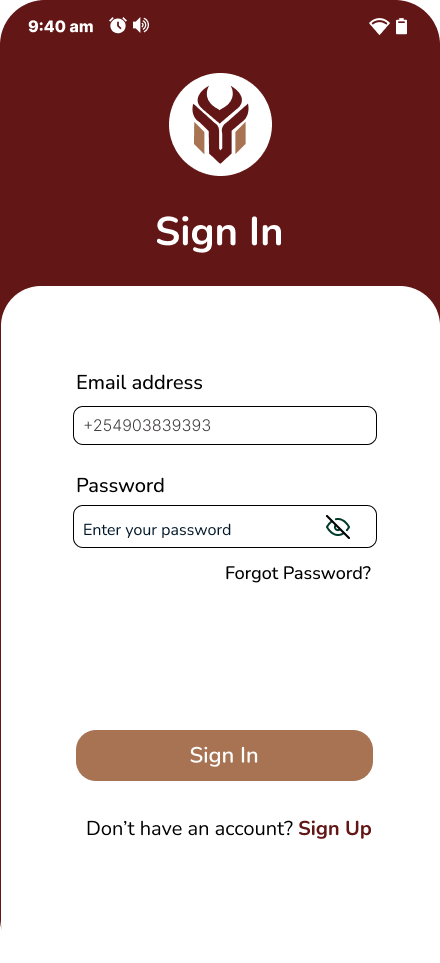 9:40 am
Sign In
Email address
+254903839393
Password
Enter your password
Forgot Password?
Sign In
Don’t have an account? Sign Up